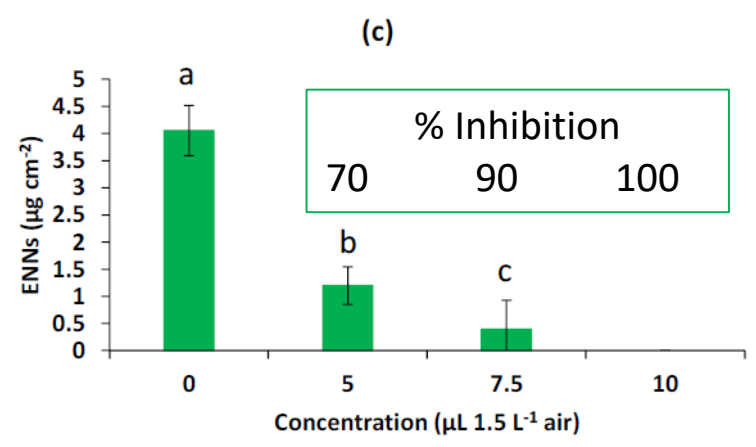 (c)
ENNs (µg cm⁻²)
5
4.5
4
3.5
3
2.5
2
1.5
1
0.5
0
a
b
c
% Inhibition
70 90 100
0 5 7.5 10
Concentration (µL 1.5 L⁻¹ air)